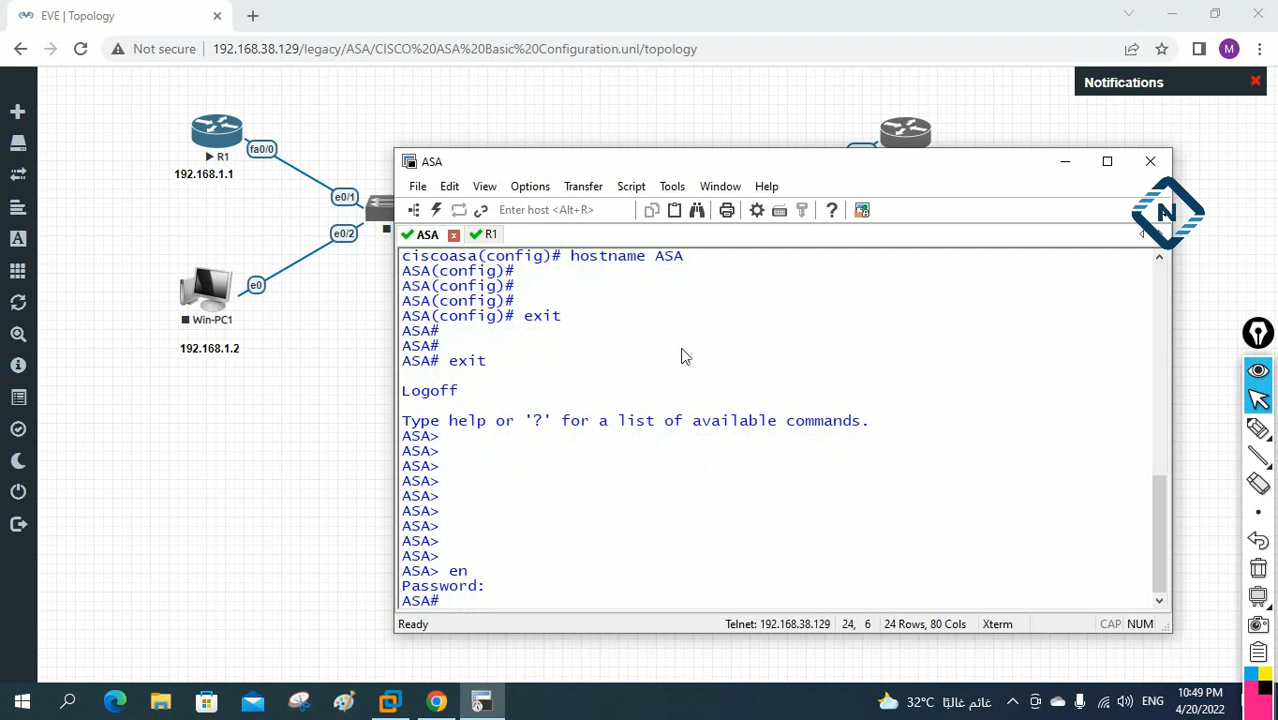 EVE | Topology
Not secure
192.168.38.129/legacy/ASA/CISCO%20ASA%20Basic%20Configuration.unl/topology
M
Notifications
R1
192.168.1.1
fa0/0
e0/1
e0/2
e0
Win-PC1
192.168.1.2
ASA
File Edit View Options Transfer Script Tools Window Help
Enter host <Alt+R>
ASA
R1
ciscoasa(config)# hostname ASA
ASA(config)#
ASA(config)#
ASA(config)#
ASA(config)# exit
ASA#
ASA#
ASA# exit
Logoff
Type help or '?' for a list of available commands.
ASA>
ASA>
ASA>
ASA>
ASA>
ASA>
ASA>
ASA>
ASA>
ASA> en
Password:
ASA#
Ready
Telnet: 192.168.38.129
24, 6
24 Rows, 80 Cols
Xterm
CAP
NUM
N
A
32°C
غائم غالبًا
ENG
10:49 PM
4/20/2022